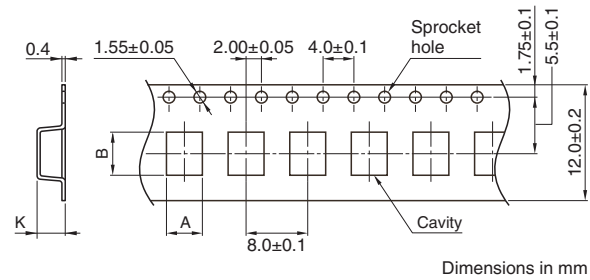 Sprocket
hole
0.4
1.55±0.05
2.00±0.05
4.0±0.1
1.75±0.1
5.5±0.1
12.0±0.2
B
K
A
8.0±0.1
Cavity
Dimensions in mm